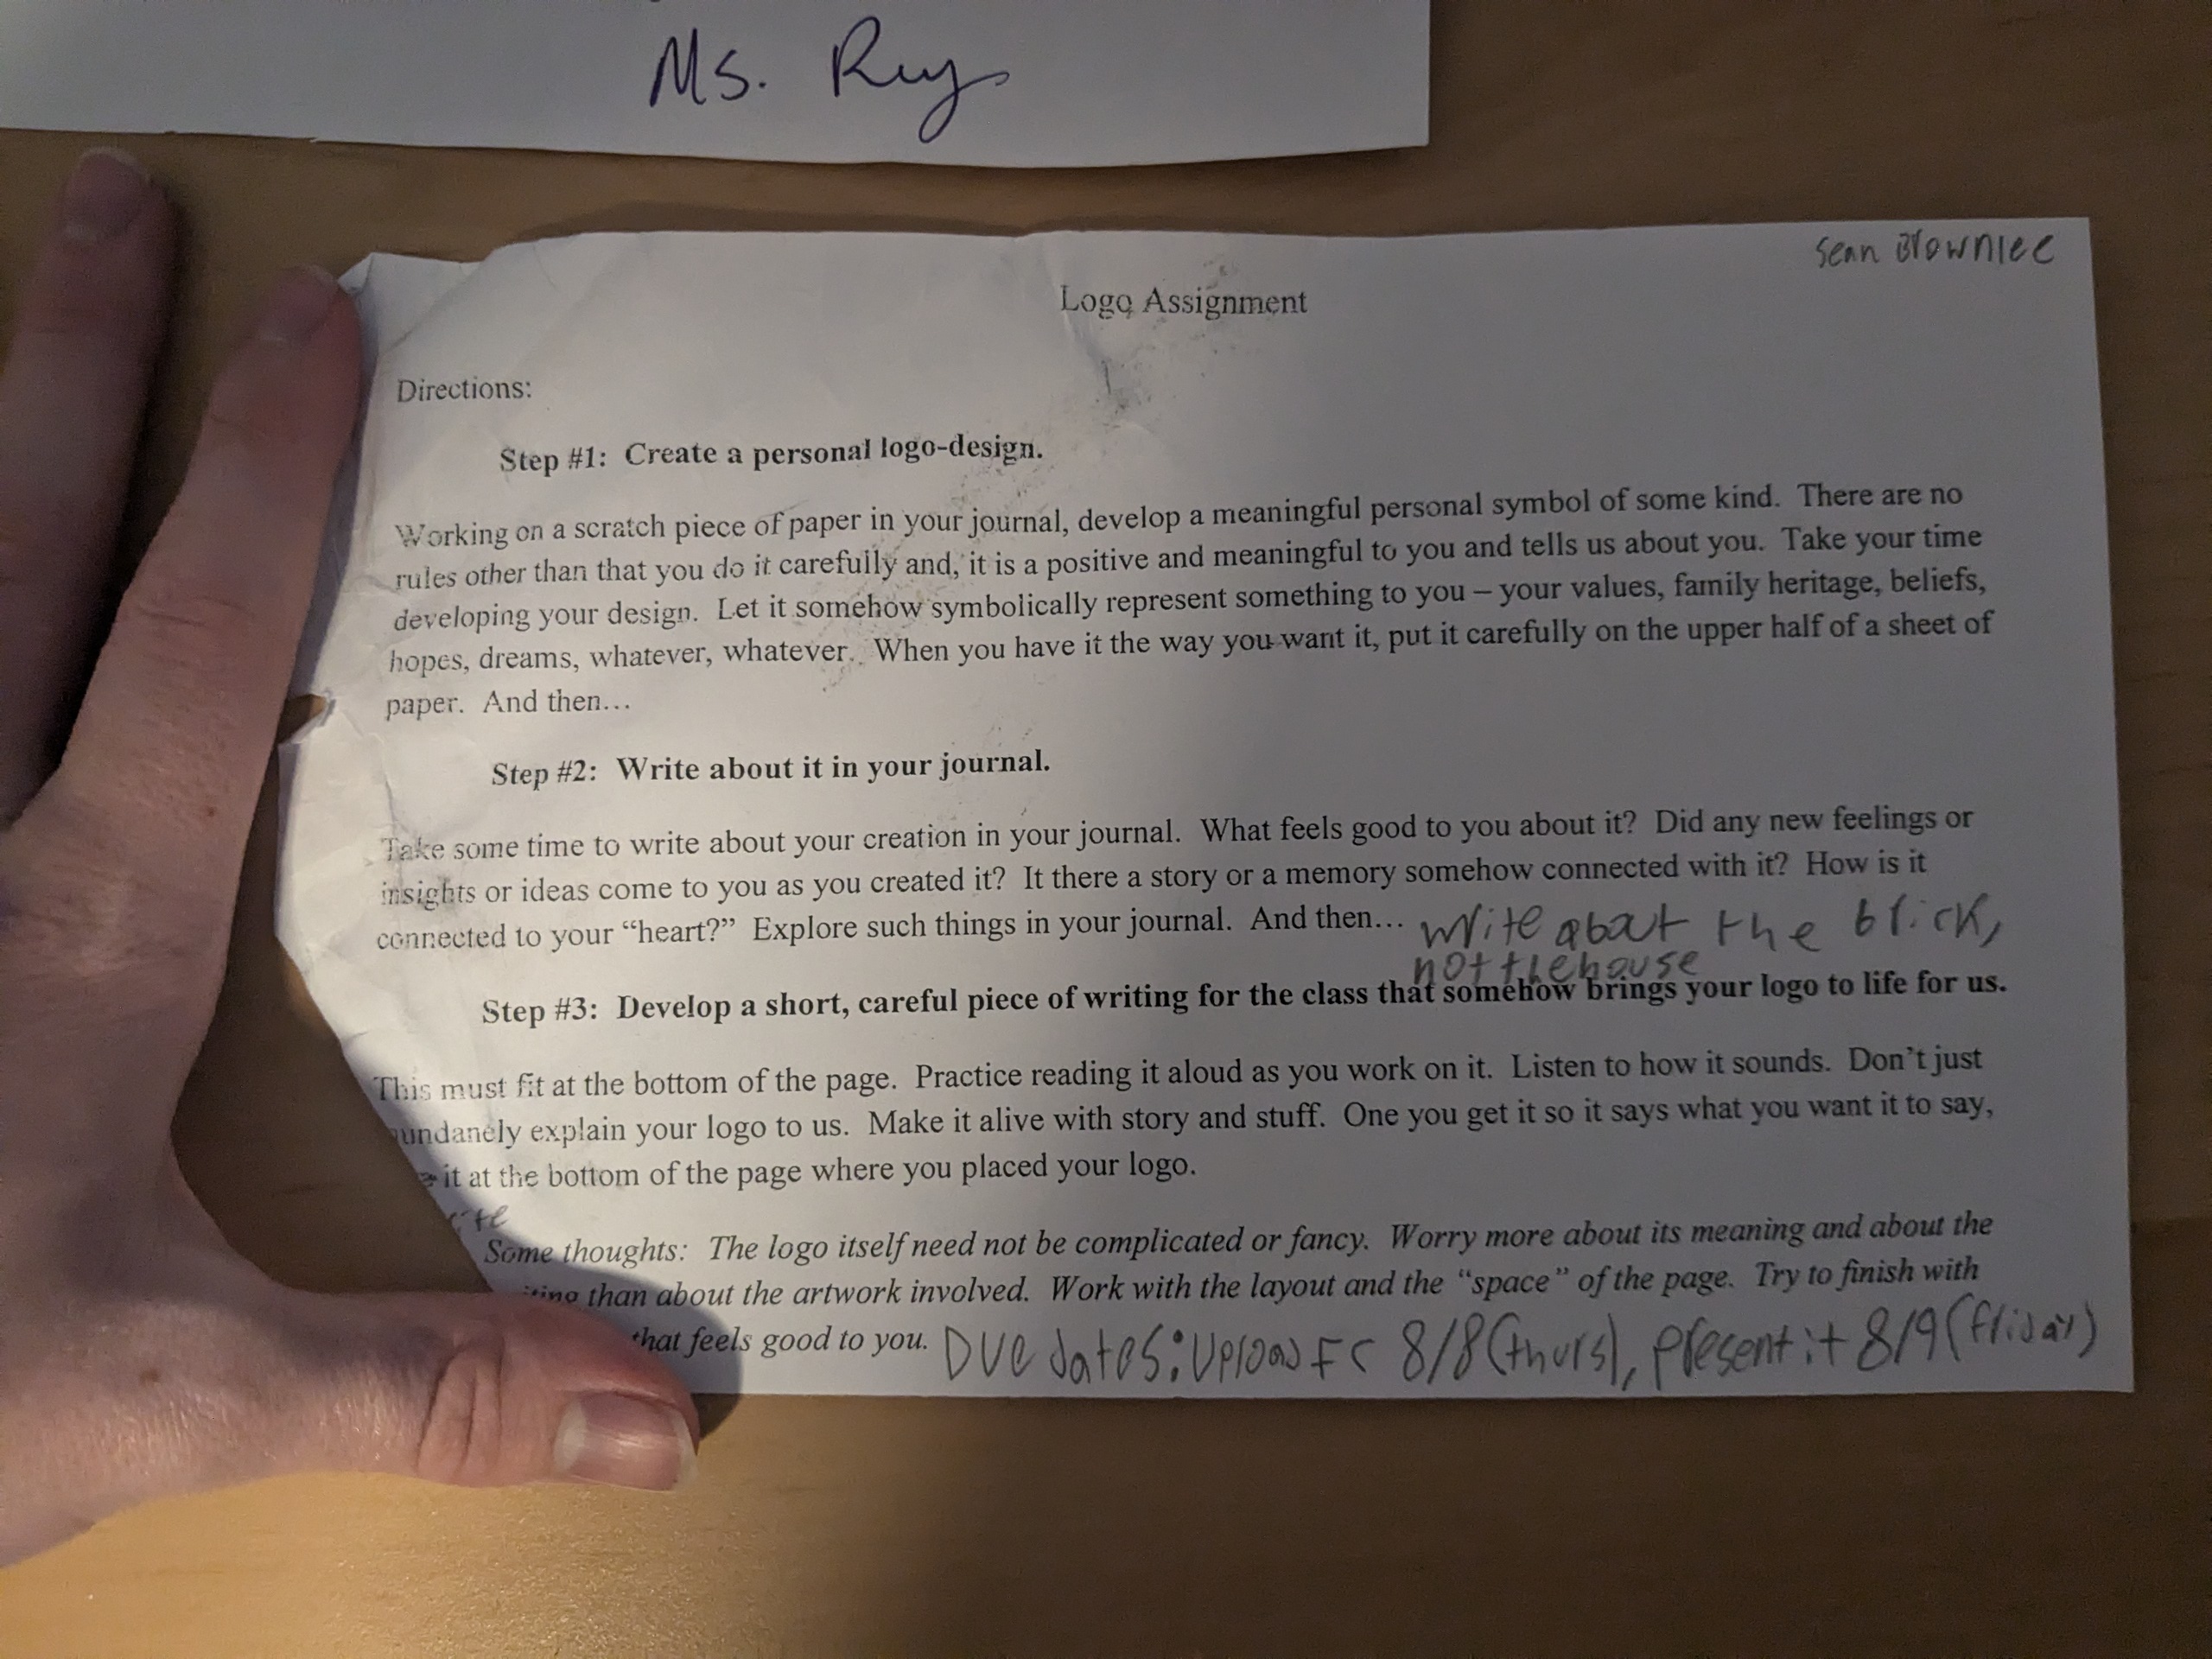 Ms. Rey
Sean Brownlee
Logo Assignment
Directions:
Step #1: Create a personal logo-design.
Working on a scratch piece of paper in your journal, develop a meaningful personal symbol of some kind. There are no
rules other than that you do it carefully and, it is a positive and meaningful to you and tells us about you. Take your time
developing your design. Let it somehow symbolically represent something to you – your values, family heritage, beliefs,
hopes, dreams, whatever, whatever. When you have it the way you want it, put it carefully on the upper half of a sheet of
paper. And then…
Step #2: Write about it in your journal.
Take some time to write about your creation in your journal. What feels good to you about it? Did any new feelings or
insights or ideas come to you as you created it? It there a story or a memory somehow connected with it? How is it
connected to your “heart?” Explore such things in your journal. And then… write about the brick,
not the house
Step #3: Develop a short, careful piece of writing for the class that somehow brings your logo to life for us.
This must fit at the bottom of the page. Practice reading it aloud as you work on it. Listen to how it sounds. Don’t just
undanely explain your logo to us. Make it alive with story and stuff. One you get it so it says what you want it to say,
it at the bottom of the page where you placed your logo.
Some thoughts: The logo itself need not be complicated or fancy. Worry more about its meaning and about the
than about the artwork involved. Work with the layout and the “space” of the page. Try to finish with
that feels good to you. Due dates: Upload FC 8/8 (thurs), present it 8/9 (friday)